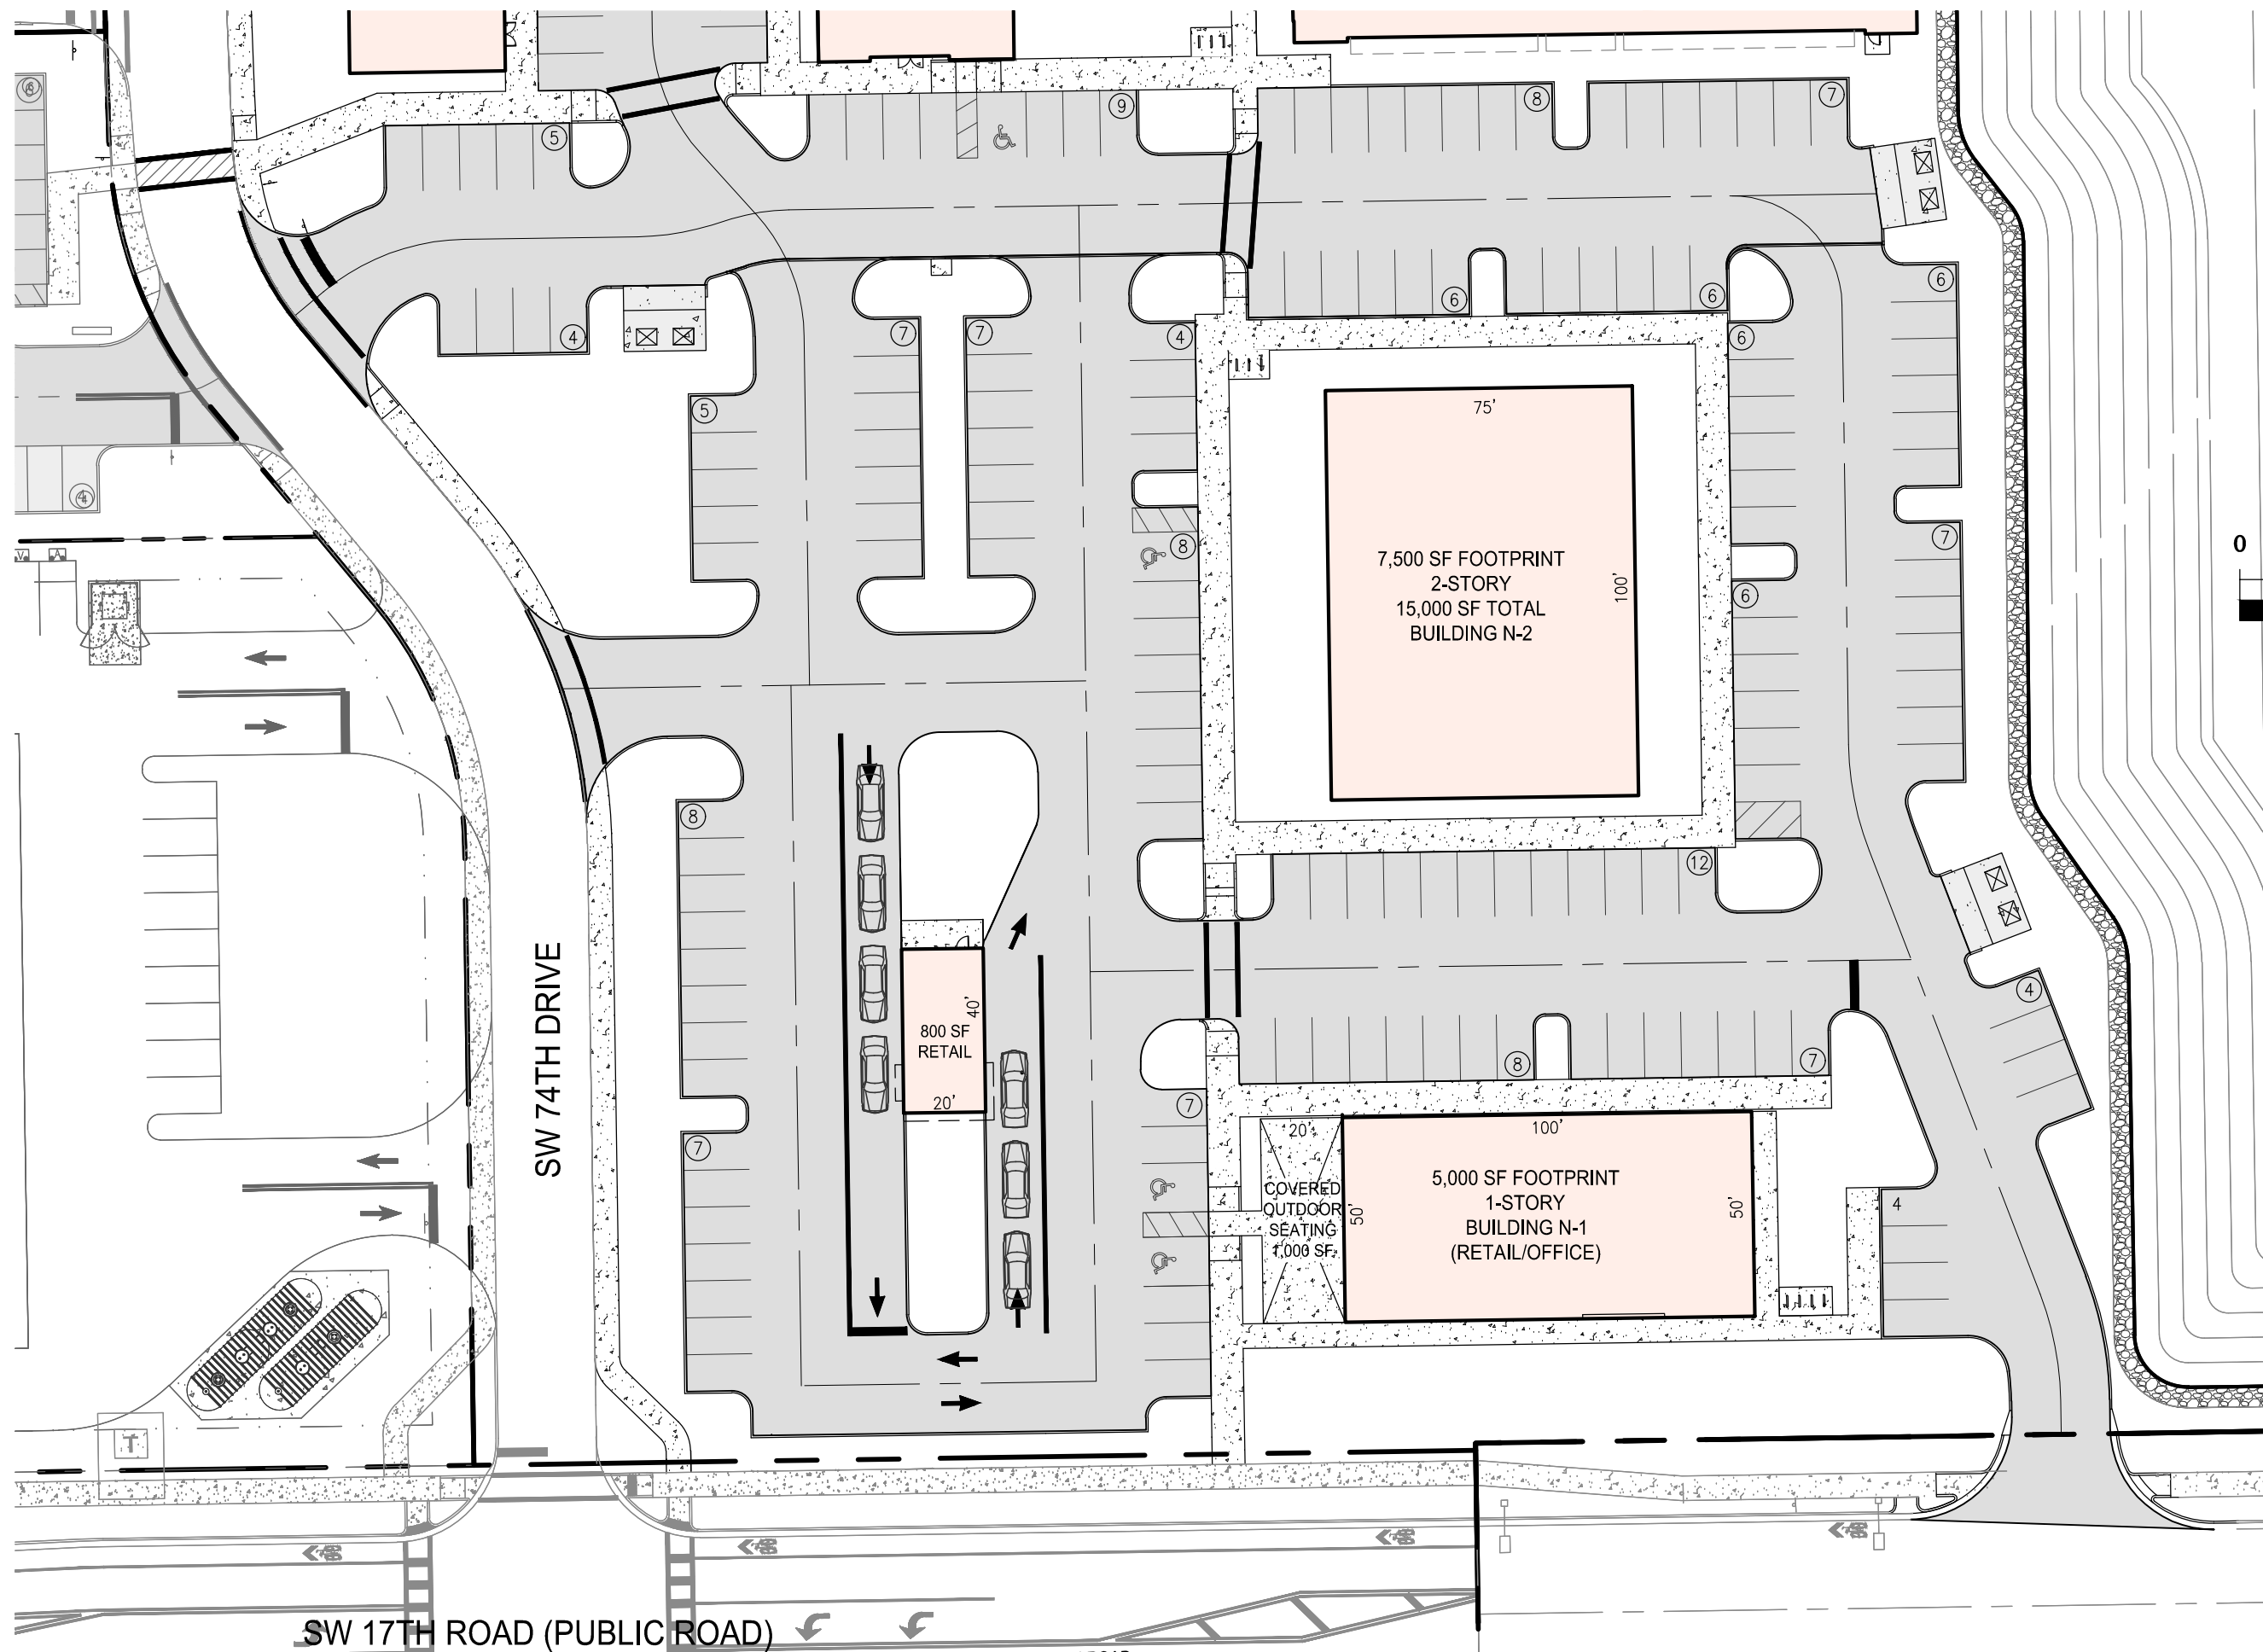 6
5
9
8
7
4
7
7
4
6
6
6
6
5
75'
4
8
7
0
7,500 SF FOOTPRINT
2-STORY
15,000 SF TOTAL
BUILDING N-2
100'
6
V
A
8
12
SW 74TH DRIVE
800 SF
RETAIL
40'
20'
4
8
7
7
7
20'
100'
COVERED
OUTDOOR
SEATING
1,000 SF
50'
5,000 SF FOOTPRINT
1-STORY
BUILDING N-1
(RETAIL/OFFICE)
50'
4
T
SW 17TH ROAD (PUBLIC ROAD)